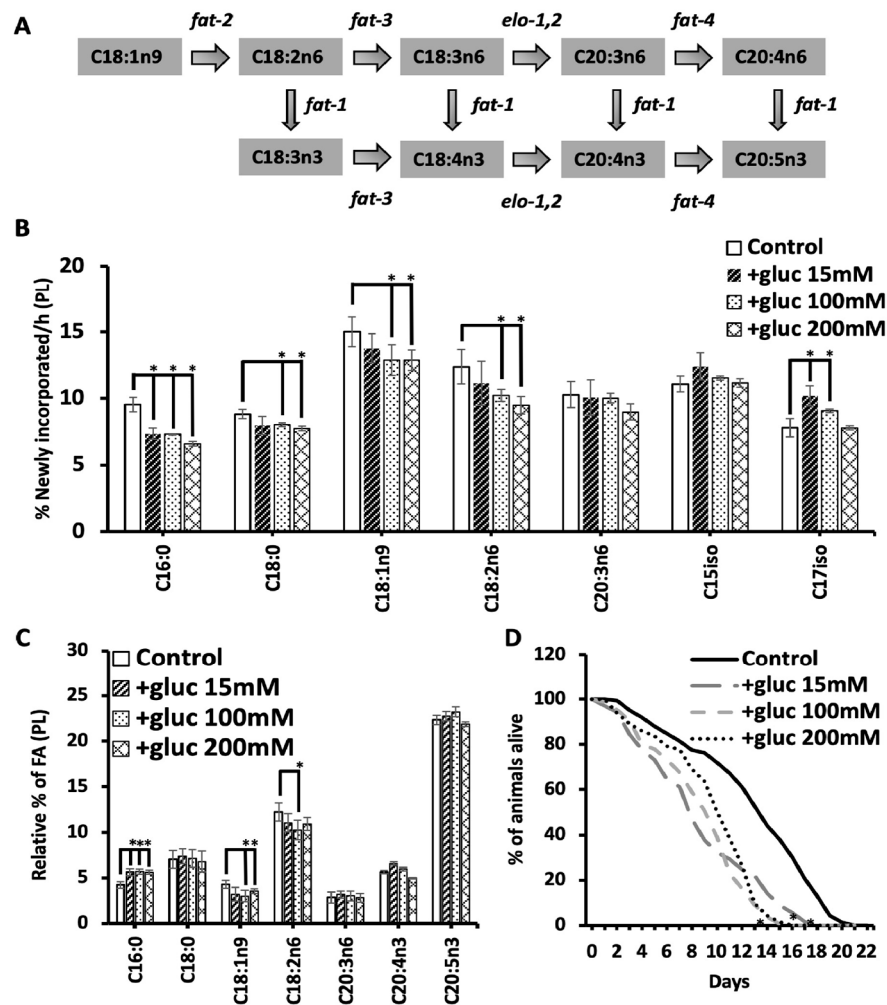 A
fat-2 fat-3 elo-1,2 fat-4
C18:1n9 C18:2n6 C18:3n6 C20:3n6 C20:4n6
fat-1 fat-1 fat-1 fat-1
C18:3n3 C18:4n3 C20:4n3 C20:5n3
fat-3 elo-1,2 fat-4
B
% Newly incorporated/h (PL)
20
15
10
5
0
Control
+gluc 15mM
+gluc 100mM
+gluc 200mM
* * *
* *
* *
* *
* *
C16:0
C18:0
C18:1n9
C18:2n6
C20:3n6
C15iso
C17iso
C
Relative % of FA (PL)
30
25
20
15
10
5
0
Control
+gluc 15mM
+gluc 100mM
+gluc 200mM
***
**
*
C16:0
C18:0
C18:1n9
C18:2n6
C20:3n6
C20:4n3
C20:5n3
D
% of animals alive
120
100
80
60
40
20
0
Control
+gluc 15mM
+gluc 100mM
+gluc 200mM
* * *
0 2 4 6 8 10 12 14 16 18 20 22
Days